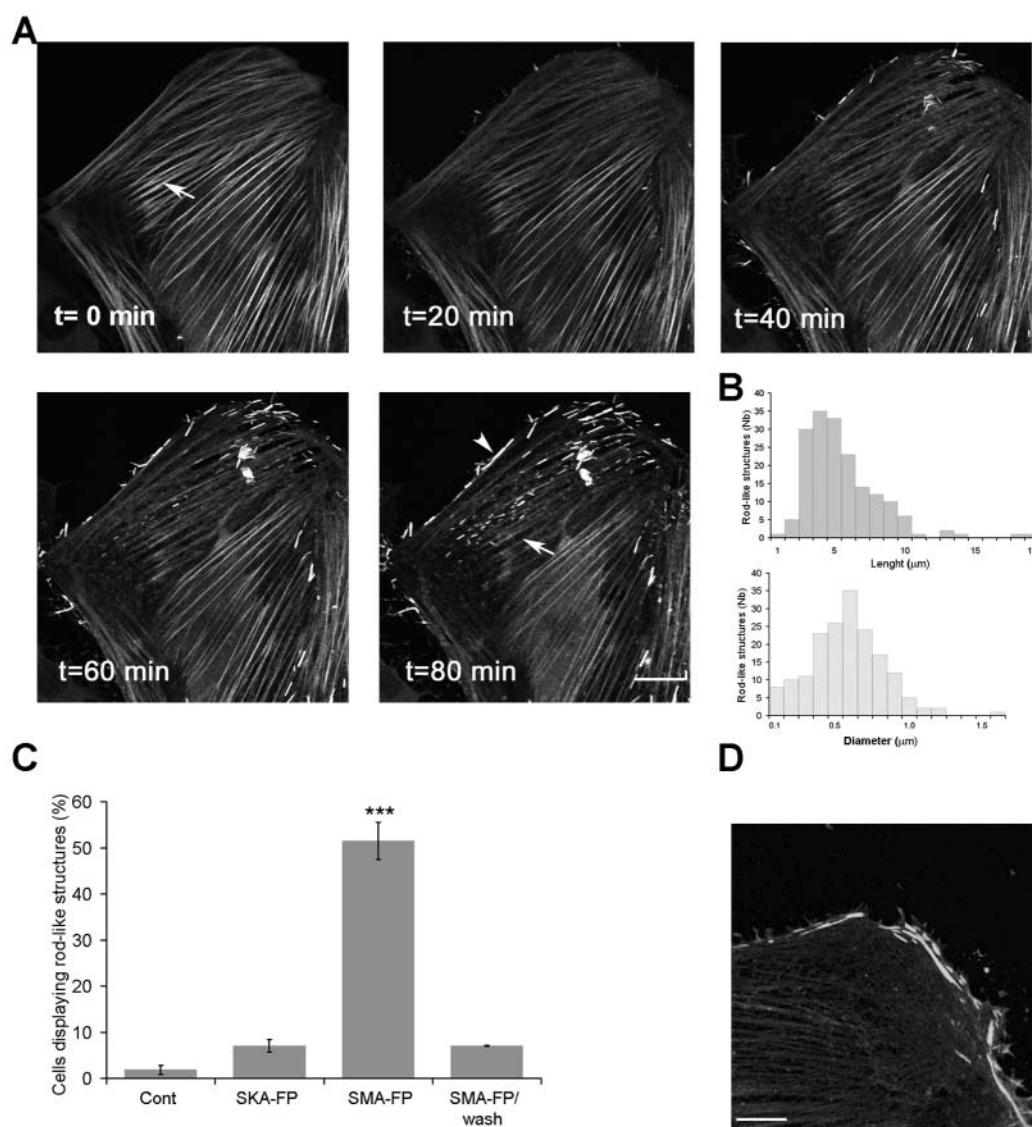 A
t= 0 min
t=20 min
t=40 min
t=60 min
t=80 min
B
Rod-like structures (Nb)
40
35
30
25
20
15
10
5
0
1 5 10 15 1
Lenght (μm)
Rod-like structures (Nb)
40
35
30
25
20
15
10
5
0
0.1 0.5 1.0 1.5
Diameter (μm)
C
Cells displaying rod-like structures (%)
60
50
40
30
20
10
0
***
Cont SKA-FP SMA-FP SMA-FP/
wash
D